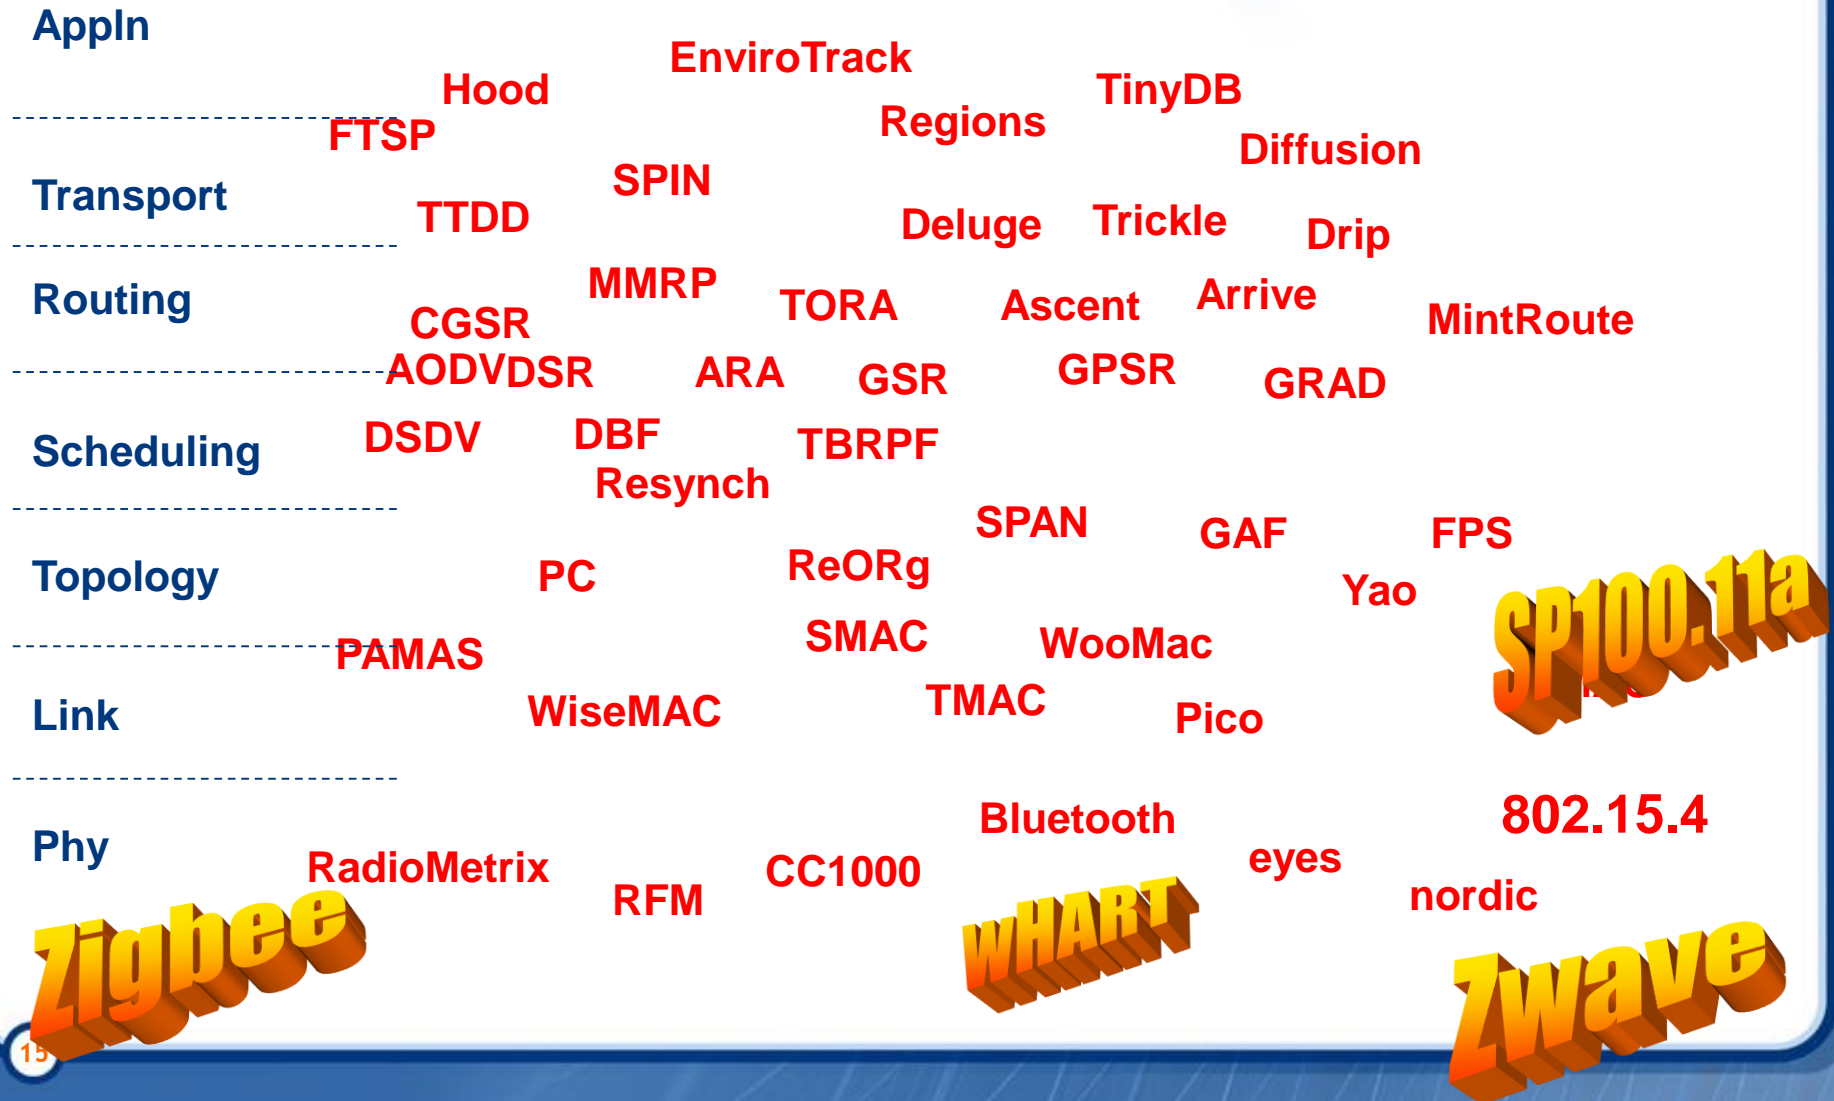 Appln
EnviroTrack
Hood
TinyDB
Regions
FTSP
Diffusion
SPIN
Transport
TTDD
Deluge
Trickle
Drip
MMRP
Routing
TORA
Ascent
Arrive
CGSR
MintRoute
AODV
DSR
ARA
GSR
GPSR
GRAD
DSDV
DBF
TBRPF
Scheduling
Resynch
SPAN
GAF
FPS
Topology
PC
ReORg
Yao
SP100.11a
SMAC
WooMac
PAMAS
Link
WiseMAC
TMAC
Pico
802.15.4
Bluetooth
Phy
eyes
RadioMetrix
CC1000
RFM
nordic
Zigbee
wHART
Zwave
15